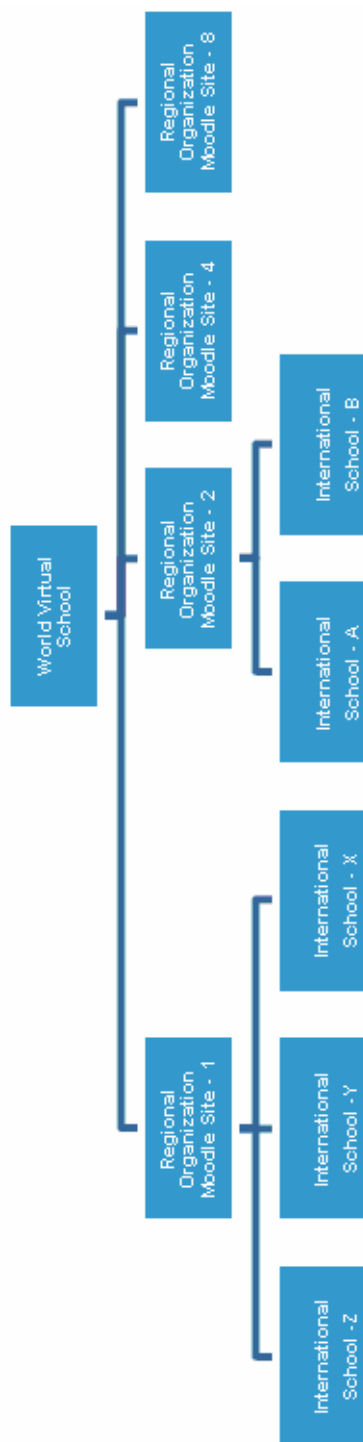 World Virtual
School
Regional
Organization
Moodle Site - 1
Regional
Organization
Moodle Site - 2
Regional
Organization
Moodle Site - 4
Regional
Organization
Moodle Site - 8
International
School -Z
International
School -Y
International
School - X
International
School - A
International
School - B